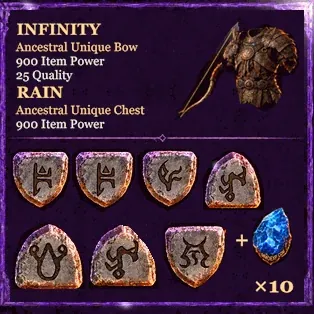 INFINITY
Ancestral Unique Bow
900 Item Power
25 Quality
RAIN
Ancestral Unique Chest
900 Item Power
+
×10